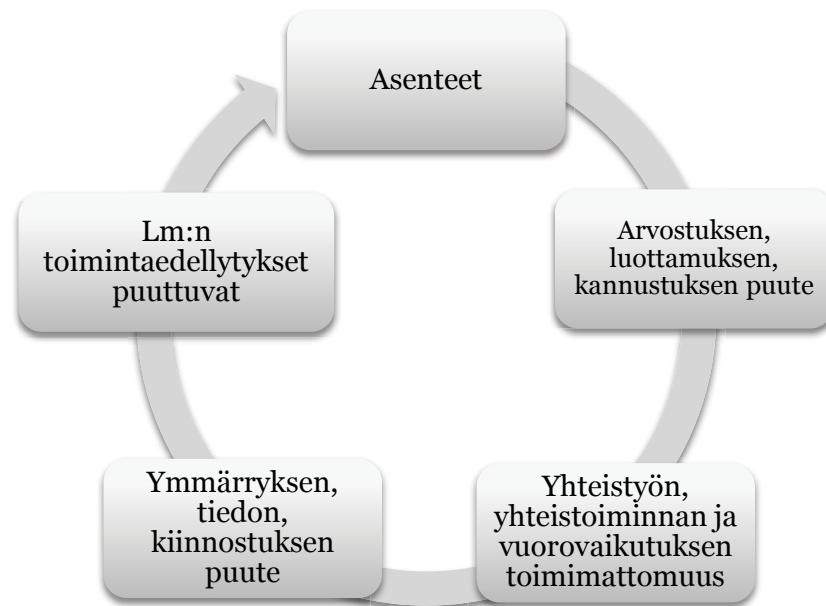 Asenteet
Arvostuksen,
luottamuksen,
kannustuksen puute
Yhteistyön,
yhteistoiminnan ja
vuorovaikutuksen
toimimattomuus
Ymmärryksen,
tiedon,
kiinnostuksen
puute
Lm:n
toimintaedellytykset
puuttuvat